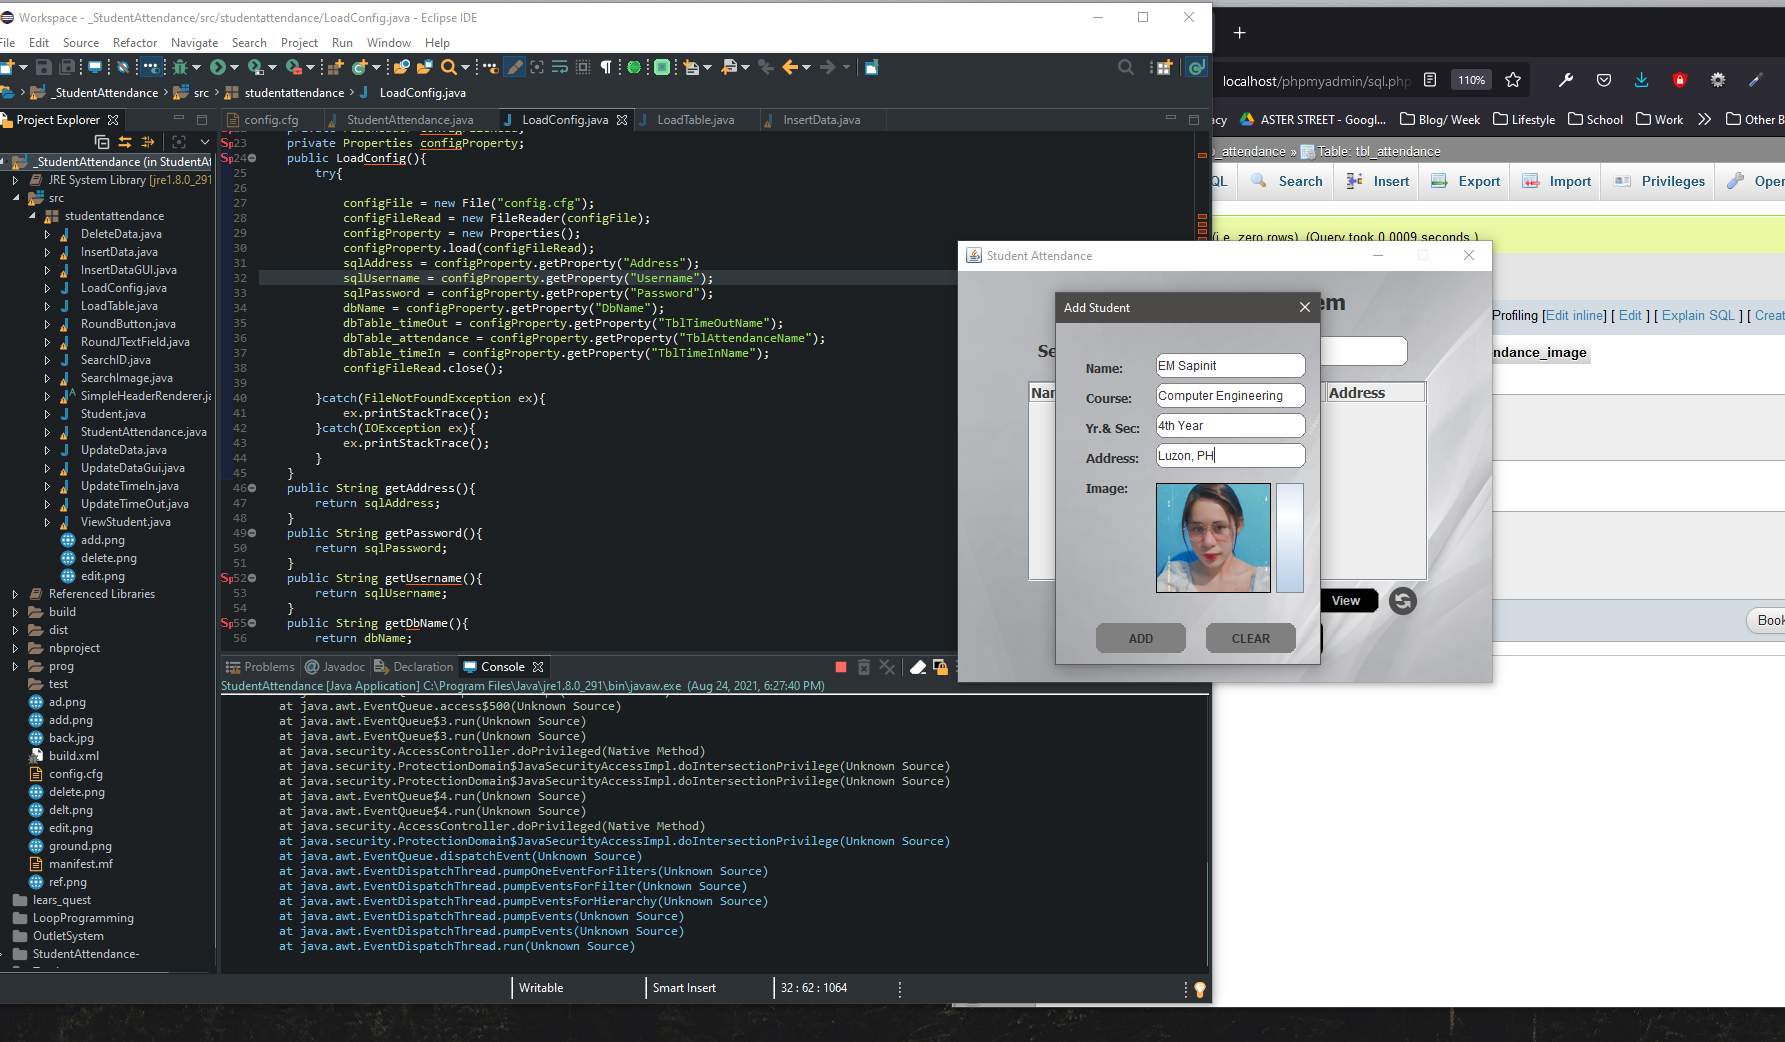 Workspace - _StudentAttendance/src/studentattendance/LoadConfig.java - Eclipse IDE
File Edit Source Refactor Navigate Search Project Run Window Help
_StudentAttendance src studentattendance LoadConfig.java
Project Explorer
_StudentAttendance (in StudentAt
JRE System Library [jre1.8.0_291
src
studentattendance
DeleteData.java
InsertData.java
InsertDataGUI.java
LoadConfig.java
LoadTable.java
RoundButton.java
RoundJTextField.java
SearchID.java
SearchImage.java
SimpleHeaderRenderer.ja
Student.java
StudentAttendance.java
UpdateData.java
UpdateDataGui.java
UpdateTimeIn.java
UpdateTimeOut.java
ViewStudent.java
add.png
delete.png
edit.png
Referenced Libraries
build
dist
nbproject
prog
test
ad.png
add.png
back.jpg
build.xml
config.cfg
delete.png
delt.png
edit.png
ground.png
manifest.mf
ref.png
lears_quest
LoopProgramming
OutletSystem
StudentAttendance-
config.cfg StudentAttendance.java LoadConfig.java LoadTable.java InsertData.java
23 private Properties configProperty;
24 public LoadConfig(){
25 try{
26
27 configFile = new File("config.cfg");
28 configFileRead = new FileReader(configFile);
29 configProperty = new Properties();
30 configProperty.load(configFileRead);
31 sqlAddress = configProperty.getProperty("Address");
32 sqlUsername = configProperty.getProperty("Username");
33 sqlPassword = configProperty.getProperty("Password");
34 dbName = configProperty.getProperty("DbName");
35 dbTable_timeOut = configProperty.getProperty("TblTimeOutName");
36 dbTable_attendance = configProperty.getProperty("TblAttendanceName");
37 dbTable_timeIn = configProperty.getProperty("TblTimeInName");
38 configFileRead.close();
39
40 }catch(FileNotFoundException ex){
41 ex.printStackTrace();
42 }catch(IOException ex){
43 ex.printStackTrace();
44 }
45 }
46 public String getAddress(){
47 return sqlAddress;
48 }
49 public String getPassword(){
50 return sqlPassword;
51 }
52 public String getUsername(){
53 return sqlUsername;
54 }
55 public String getDbName(){
56 return dbName;
Problems Javadoc Declaration Console
StudentAttendance [Java Application] C:\Program Files\Java\jre1.8.0_291\bin\javaw.exe (Aug 24, 2021, 6:27:40 PM)
at java.awt.EventQueue.access$500(Unknown Source)
at java.awt.EventQueue$3.run(Unknown Source)
at java.awt.EventQueue$3.run(Unknown Source)
at java.security.AccessController.doPrivileged(Native Method)
at java.security.ProtectionDomain$JavaSecurityAccessImpl.doIntersectionPrivilege(Unknown Source)
at java.security.ProtectionDomain$JavaSecurityAccessImpl.doIntersectionPrivilege(Unknown Source)
at java.awt.EventQueue$4.run(Unknown Source)
at java.awt.EventQueue$4.run(Unknown Source)
at java.security.AccessController.doPrivileged(Native Method)
at java.security.ProtectionDomain$JavaSecurityAccessImpl.doIntersectionPrivilege(Unknown Source)
at java.awt.EventQueue.dispatchEvent(Unknown Source)
at java.awt.EventDispatchThread.pumpOneEventForFilters(Unknown Source)
at java.awt.EventDispatchThread.pumpEventsForFilter(Unknown Source)
at java.awt.EventDispatchThread.pumpEventsForHierarchy(Unknown Source)
at java.awt.EventDispatchThread.pumpEvents(Unknown Source)
at java.awt.EventDispatchThread.pumpEvents(Unknown Source)
at java.awt.EventDispatchThread.run(Unknown Source)
Writable Smart Insert 32 : 62 : 1064
localhost/phpmyadmin/sql.php 110%
acy ASTER STREET - Googl... Blog/ Week Lifestyle School Work Other B
_attendance » Table: tbl_attendance
QL Search Insert Export Import Privileges Oper
(i.e. zero rows). (Query took 0.0009 seconds.)
Profiling [Edit inline] [ Edit ] [ Explain SQL ] [ Creat
ndance_image
Book
Student Attendance
em
Se
Nar Address
View
Add Student
Name: EM Sapinit
Course: Computer Engineering
Yr.& Sec: 4th Year
Address: Luzon, PH
Image:
ADD CLEAR